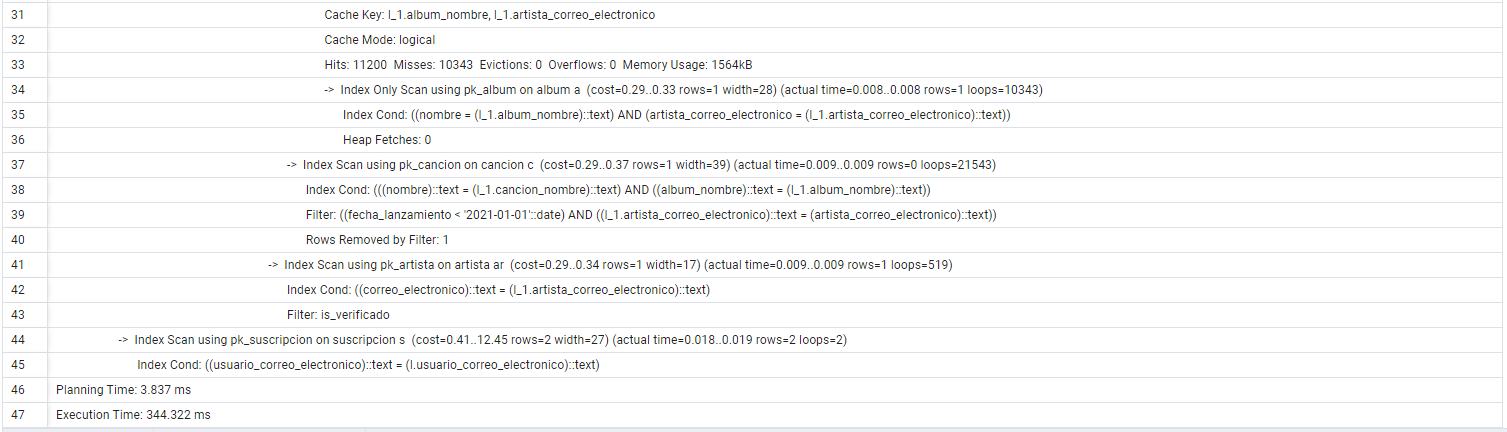 31 Cache Key: l_1.album_nombre, l_1.artista_correo_electronico
32 Cache Mode: logical
33 Hits: 11200 Misses: 10343 Evictions: 0 Overflows: 0 Memory Usage: 1564kB
34 -> Index Only Scan using pk_album on album a (cost=0.29..0.33 rows=1 width=28) (actual time=0.008..0.008 rows=1 loops=10343)
35 Index Cond: ((nombre = (l_1.album_nombre)::text) AND (artista_correo_electronico = (l_1.artista_correo_electronico)::text))
36 Heap Fetches: 0
37 -> Index Scan using pk_cancion on cancion c (cost=0.29..0.37 rows=1 width=39) (actual time=0.009..0.009 rows=0 loops=21543)
38 Index Cond: (((nombre)::text = (l_1.cancion_nombre)::text) AND ((album_nombre)::text = (l_1.album_nombre)::text))
39 Filter: ((fecha_lanzamiento < '2021-01-01'::date) AND ((l_1.artista_correo_electronico)::text = (artista_correo_electronico)::text))
40 Rows Removed by Filter: 1
41 -> Index Scan using pk_artista on artista ar (cost=0.29..0.34 rows=1 width=17) (actual time=0.009..0.009 rows=1 loops=519)
42 Index Cond: ((correo_electronico)::text = (l_1.artista_correo_electronico)::text)
43 Filter: is_verificado
44 -> Index Scan using pk_suscripcion on suscripcion s (cost=0.41..12.45 rows=2 width=27) (actual time=0.018..0.019 rows=2 loops=2)
45 Index Cond: ((usuario_correo_electronico)::text = (l.usuario_correo_electronico)::text)
46 Planning Time: 3.837 ms
47 Execution Time: 344.322 ms